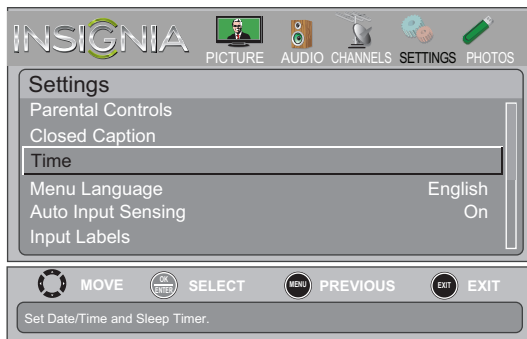 INSIGNIA
PICTURE AUDIO CHANNELS SETTINGS PHOTOS
Settings
Parental Controls
Closed Caption
Time
Menu Language English
Auto Input Sensing On
Input Labels
MOVE OK ENTER SELECT MENU PREVIOUS EXIT EXIT
Set Date/Time and Sleep Timer.